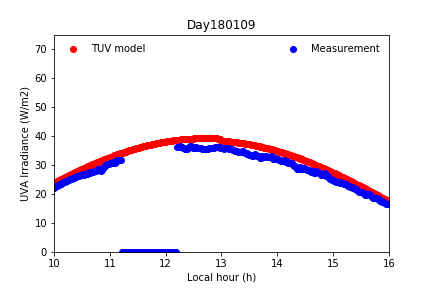 Day180109
TUV model
Measurement
UVA Irradiance (W/m2)
70
60
50
40
30
20
10
0
10 11 12 13 14 15 16
Local hour (h)